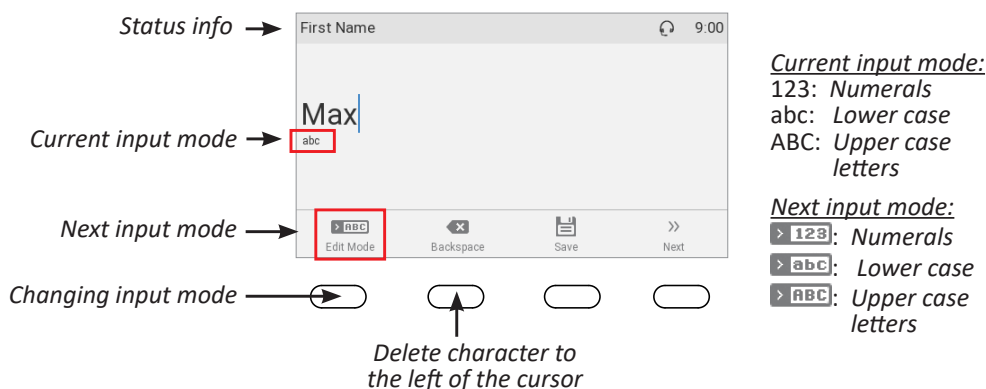 Status info
First Name 9:00
Max
Current input mode
abc
Next input mode
> ABC
Edit Mode Backspace Save Next
Changing input mode
Delete character to
the left of the cursor
Current input mode:
123: Numerals
abc: Lower case
ABC: Upper case
letters
Next input mode:
> 123: Numerals
> abc: Lower case
> ABC: Upper case
letters